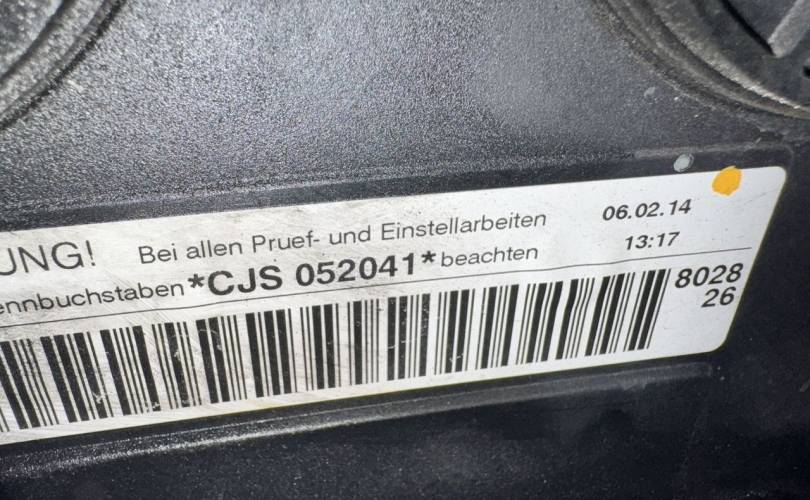 UNG! Bei allen Pruef- und Einstellarbeiten 06.02.14
ennbuchstaben *CJS 052041* beachten 13:17
8028
26